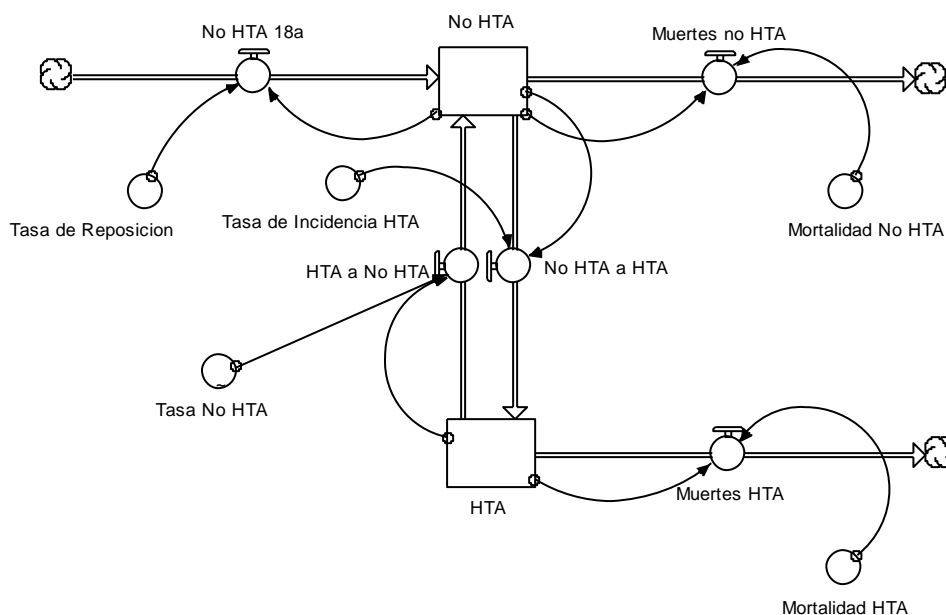 No HTA
No HTA 18a
Muertes no HTA
Tasa de Reposicion
Tasa de Incidencia HTA
Mortalidad No HTA
HTA a No HTA
No HTA a HTA
Tasa No HTA
HTA
Muertes HTA
Mortalidad HTA